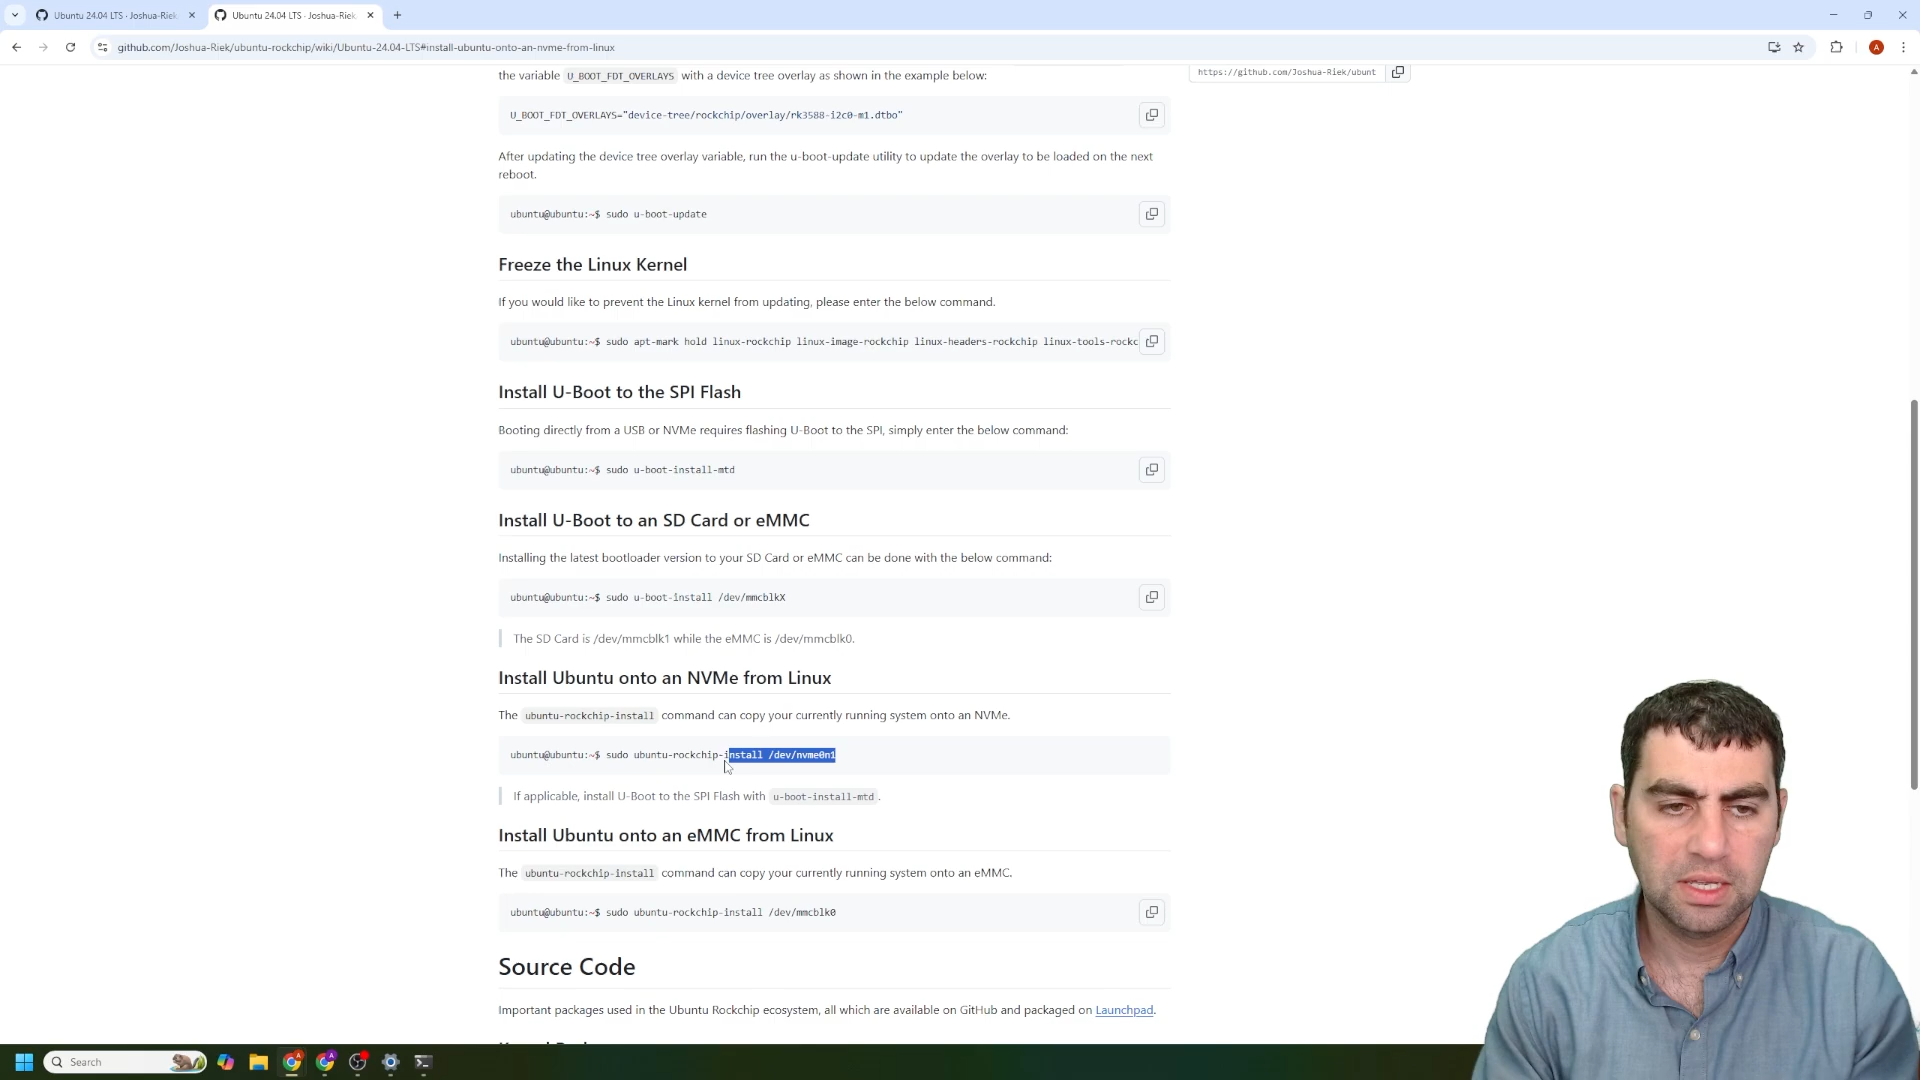 Ubuntu 24.04 LTS · Joshua-Riek
Ubuntu 24.04 LTS · Joshua-Riek
github.com/Joshua-Riek/ubuntu-rockchip/wiki/Ubuntu-24.04-LTS#install-ubuntu-onto-an-nvme-from-linux
A
the variable U_BOOT_FDT_OVERLAYS with a device tree overlay as shown in the example below:
https://github.com/Joshua-Riek/ubunt
U_BOOT_FDT_OVERLAYS="device-tree/rockchip/overlay/rk3588-i2c0-m1.dtbo"
After updating the device tree overlay variable, run the u-boot-update utility to update the overlay to be loaded on the next
reboot.
ubuntu@ubuntu:~$ sudo u-boot-update
Freeze the Linux Kernel
If you would like to prevent the Linux kernel from updating, please enter the below command.
ubuntu@ubuntu:~$ sudo apt-mark hold linux-rockchip linux-image-rockchip linux-headers-rockchip linux-tools-rockc
Install U-Boot to the SPI Flash
Booting directly from a USB or NVMe requires flashing U-Boot to the SPI, simply enter the below command:
ubuntu@ubuntu:~$ sudo u-boot-install-mtd
Install U-Boot to an SD Card or eMMC
Installing the latest bootloader version to your SD Card or eMMC can be done with the below command:
ubuntu@ubuntu:~$ sudo u-boot-install /dev/mmcblkX
The SD Card is /dev/mmcblk1 while the eMMC is /dev/mmcblk0.
Install Ubuntu onto an NVMe from Linux
The ubuntu-rockchip-install command can copy your currently running system onto an NVMe.
ubuntu@ubuntu:~$ sudo ubuntu-rockchip-install /dev/nvme0n1
If applicable, install U-Boot to the SPI Flash with u-boot-install-mtd.
Install Ubuntu onto an eMMC from Linux
The ubuntu-rockchip-install command can copy your currently running system onto an eMMC.
ubuntu@ubuntu:~$ sudo ubuntu-rockchip-install /dev/mmcblk0
Source Code
Important packages used in the Ubuntu Rockchip ecosystem, all which are available on GitHub and packaged on Launchpad.
Search